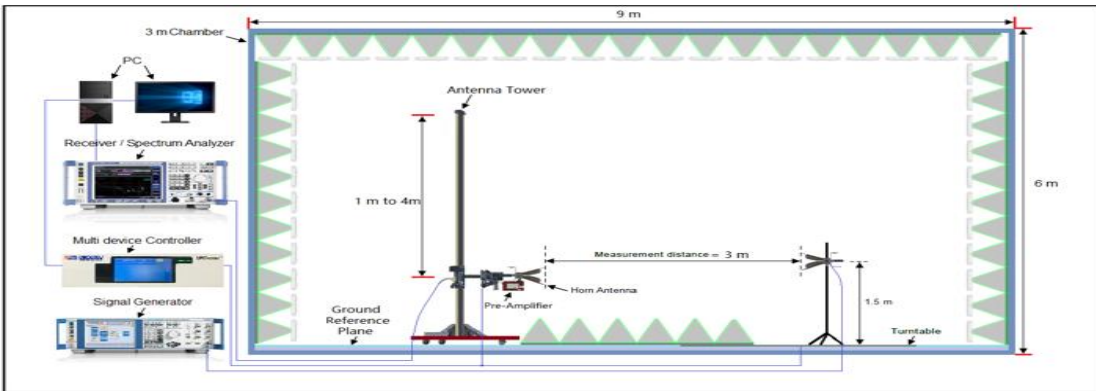 9 m
3 m Chamber
PC
Antenna Tower
Receiver / Spectrum Analyzer
1 m to 4m
6 m
Multi device Controller
Measurement distance = 3 m
Horn Antenna
Signal Generator
Pre-Amplifier
1.5 m
Ground
Reference
Plane
Turntable